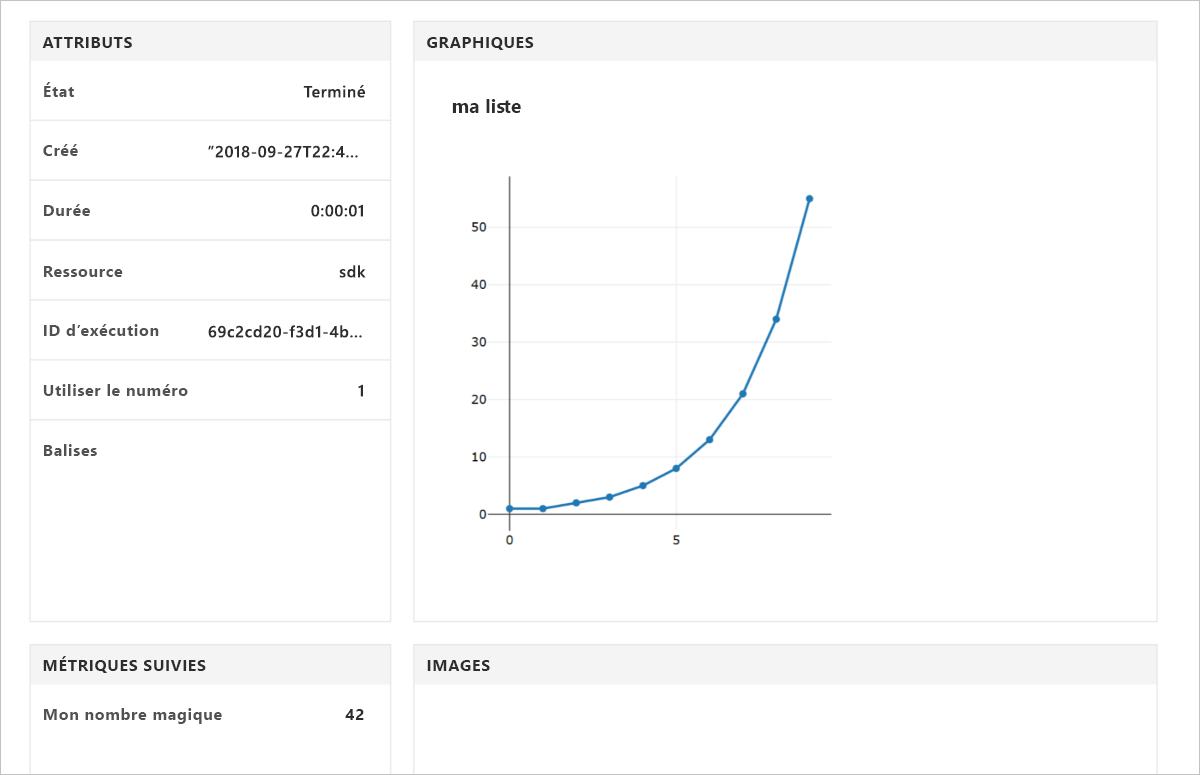 ATTRIBUTS
État Terminé
Créé "2018-09-27T22:4...
Durée 0:00:01
Ressource sdk
ID d'exécution 69c2cd20-f3d1-4b...
Utiliser le numéro 1
Balises
GRAPHIQUES
ma liste
50
40
30
20
10
0
0 5
MÉTRIQUES SUIVIES
Mon nombre magique 42
IMAGES